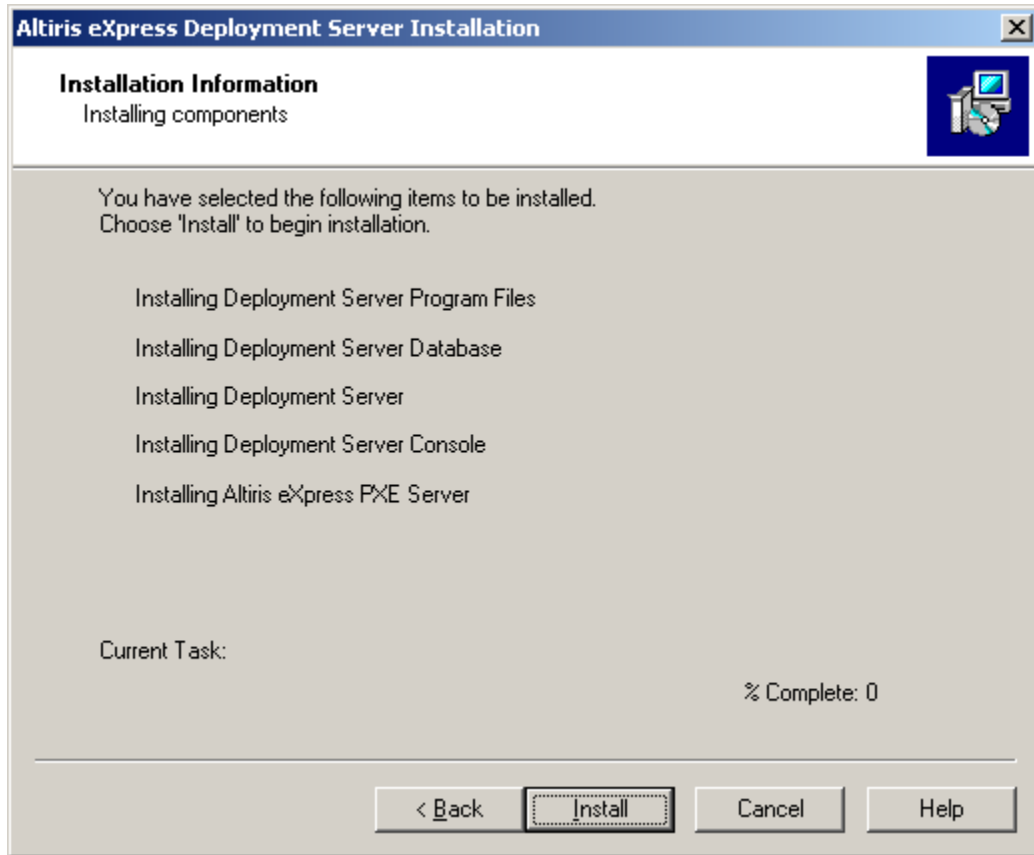 Altiris eXpress Deployment Server Installation
Installation Information
Installing components
You have selected the following items to be installed.
Choose 'Install' to begin installation.
Installing Deployment Server Program Files
Installing Deployment Server Database
Installing Deployment Server
Installing Deployment Server Console
Installing Altiris eXpress PXE Server
Current Task:
% Complete: 0
< Back Install Cancel Help